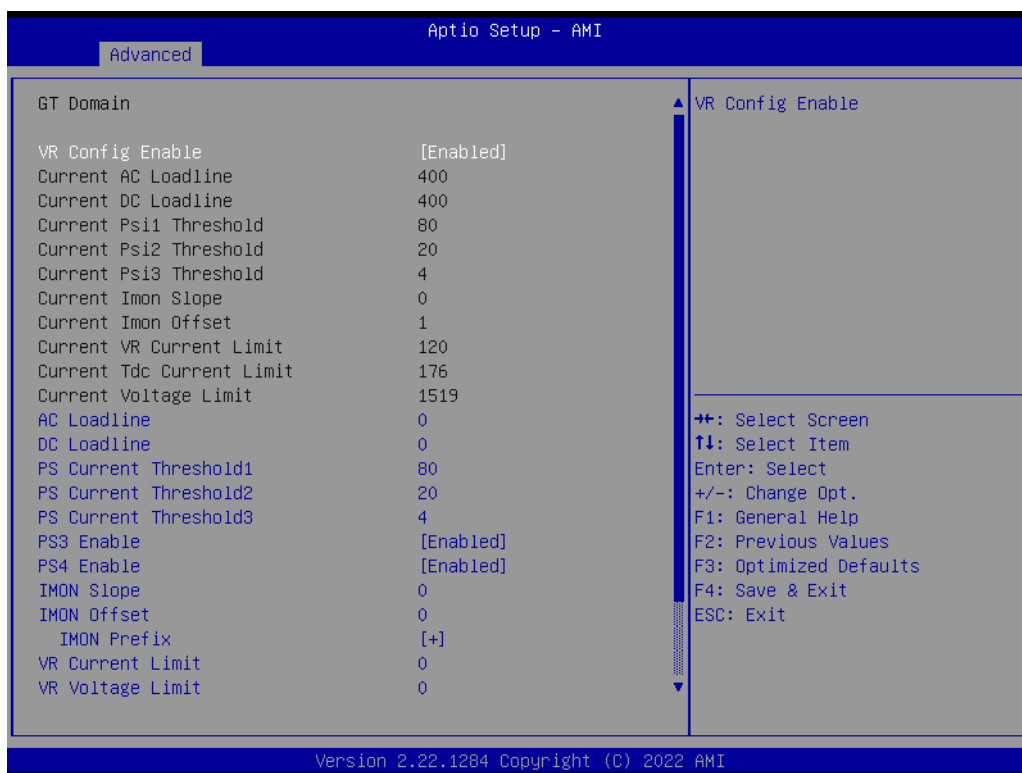 Aptio Setup - AMI
Advanced
GT Domain
VR Config Enable [Enabled]
Current AC Loadline 400
Current DC Loadline 400
Current Psi1 Threshold 80
Current Psi2 Threshold 20
Current Psi3 Threshold 4
Current Imon Slope 0
Current Imon Offset 1
Current VR Current Limit 120
Current Tdc Current Limit 176
Current Voltage Limit 1519
AC Loadline 0
DC Loadline 0
PS Current Threshold1 80
PS Current Threshold2 20
PS Current Threshold3 4
PS3 Enable [Enabled]
PS4 Enable [Enabled]
IMON Slope 0
IMON Offset 0
IMON Prefix [+]
VR Current Limit 0
VR Voltage Limit 0
VR Config Enable
→←: Select Screen
↑↓: Select Item
Enter: Select
+/-: Change Opt.
F1: General Help
F2: Previous Values
F3: Optimized Defaults
F4: Save & Exit
ESC: Exit
Version 2.22.1284 Copyright (C) 2022 AMI